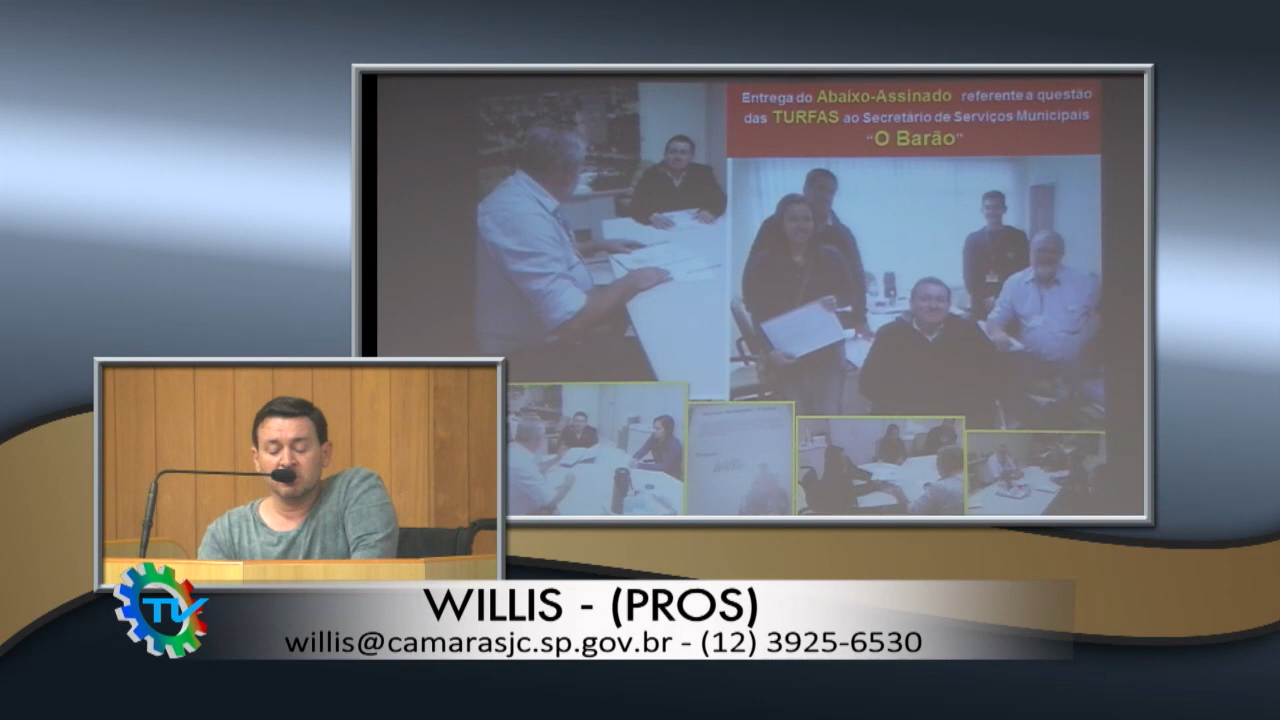 Entrega do Abaixo-Assinado referente a questão
das TURFAS ao Secretário de Serviços Municipais
"O Barão"
TV
WILLIS - (PROS)
willis@camarasjc.sp.gov.br - (12) 3925-6530